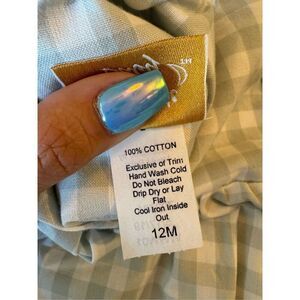 TM
100% COTTON
Exclusive of Trim
Hand Wash Cold
Do Not Bleach
Drip Dry or Lay
Flat
Cool Iron Inside
Out
12M